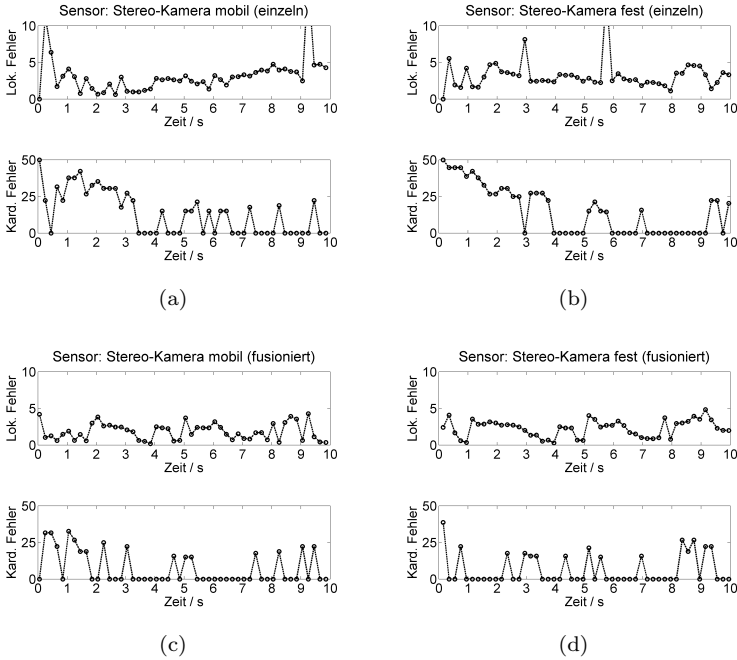 Sensor: Stereo-Kamera mobil (einzeln)
Lok. Fehler
10
5
0
0 1 2 3 4 5 6 7 8 9 10
Zeit / s
Kard. Fehler
50
25
0
0 1 2 3 4 5 6 7 8 9 10
Zeit / s
(a)
Sensor: Stereo-Kamera fest (einzeln)
Lok. Fehler
10
5
0
0 1 2 3 4 5 6 7 8 9 10
Zeit / s
Kard. Fehler
50
25
0
0 1 2 3 4 5 6 7 8 9 10
Zeit / s
(b)
Sensor: Stereo-Kamera mobil (fusioniert)
Lok. Fehler
10
5
0
0 1 2 3 4 5 6 7 8 9 10
Zeit / s
Kard. Fehler
50
25
0
0 1 2 3 4 5 6 7 8 9 10
Zeit / s
(c)
Sensor: Stereo-Kamera fest (fusioniert)
Lok. Fehler
10
5
0
0 1 2 3 4 5 6 7 8 9 10
Zeit / s
Kard. Fehler
50
25
0
0 1 2 3 4 5 6 7 8 9 10
Zeit / s
(d)